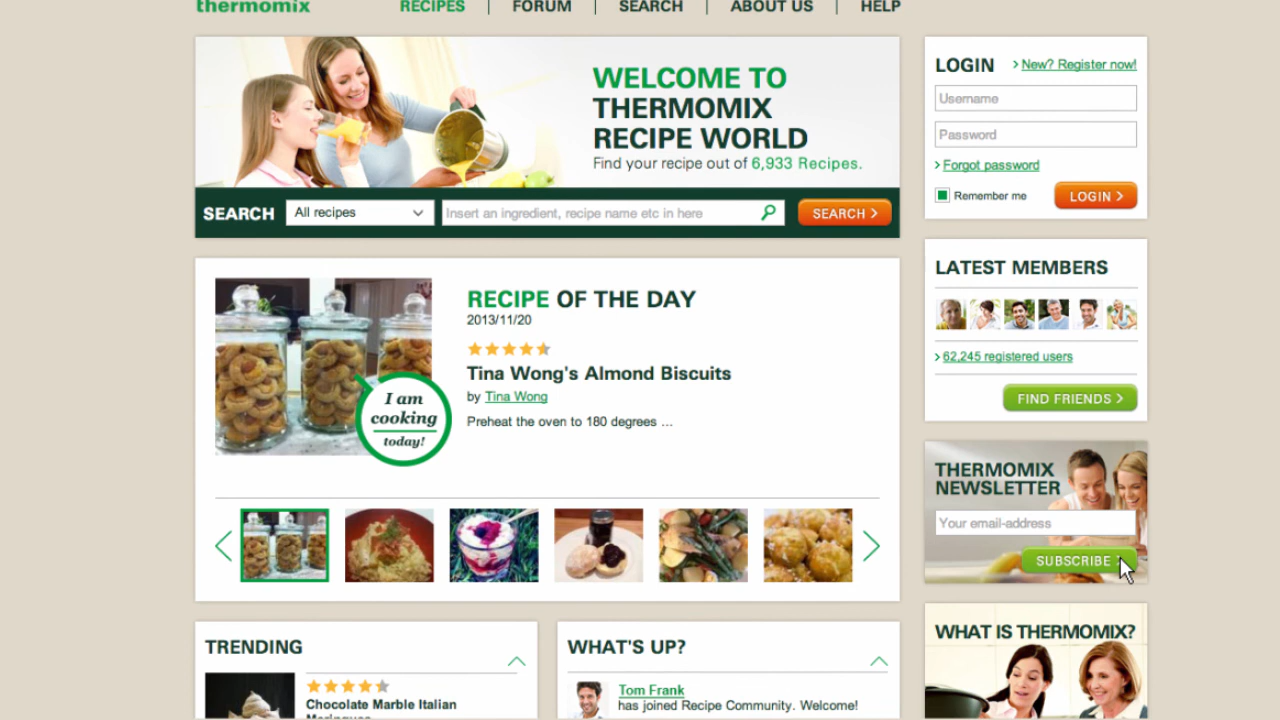 thermomix
RECIPES | FORUM | SEARCH | ABOUT US | HELP
WELCOME TO
THERMOMIX
RECIPE WORLD
Find your recipe out of 6,933 Recipes.
SEARCH All recipes Insert an ingredient, recipe name etc in here SEARCH >
RECIPE OF THE DAY
2013/11/20
Tina Wong's Almond Biscuits
by Tina Wong
Preheat the oven to 180 degrees ...
I am
cooking
today!
TRENDING
Chocolate Marble Italian
Meringues
WHAT'S UP?
Tom Frank
has joined Recipe Community. Welcome!
LOGIN > New? Register now!
Username
Password
> Forgot password
Remember me LOGIN >
LATEST MEMBERS
> 62,245 registered users
FIND FRIENDS >
THERMOMIX
NEWSLETTER
Your email-address
SUBSCRIBE >
WHAT IS THERMOMIX?